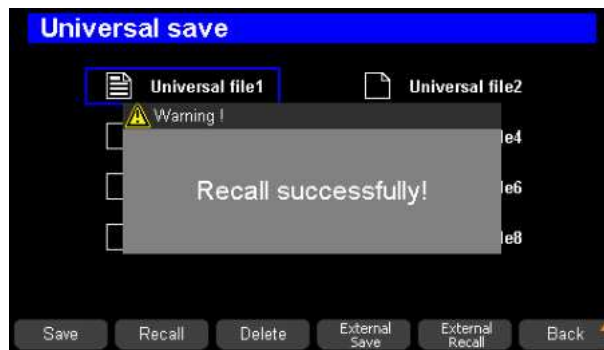 Universal save
Universal file1
Universal file2
Warning !
le4
Recall successfully!
le6
le8
Save
Recall
Delete
External
Save
External
Recall
Back